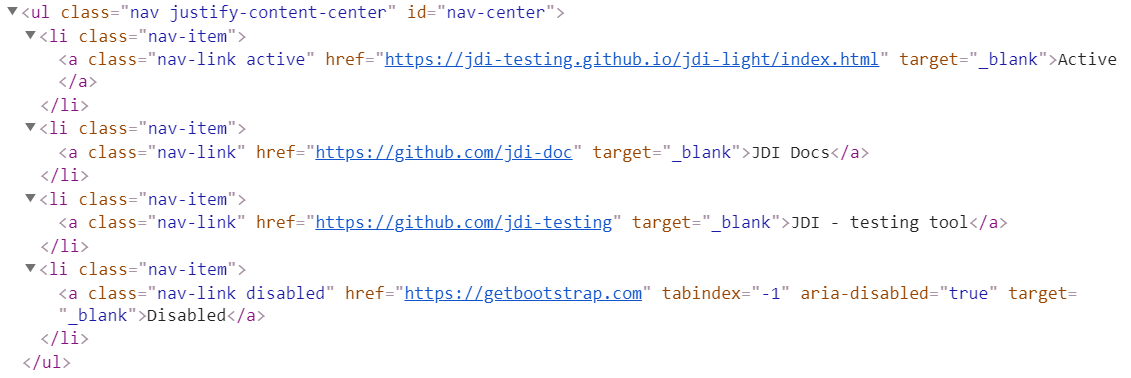 <ul class="nav justify-content-center" id="nav-center">
<li class="nav-item">
<a class="nav-link active" href="https://jdi-testing.github.io/jdi-light/index.html" target="_blank">Active
</a>
</li>
<li class="nav-item">
<a class="nav-link" href="https://github.com/jdi-doc" target="_blank">JDI Docs</a>
</li>
<li class="nav-item">
<a class="nav-link" href="https://github.com/jdi-testing" target="_blank">JDI - testing tool</a>
</li>
<li class="nav-item">
<a class="nav-link disabled" href="https://getbootstrap.com" tabindex="-1" aria-disabled="true" target=
"_blank">Disabled</a>
</li>
</ul>